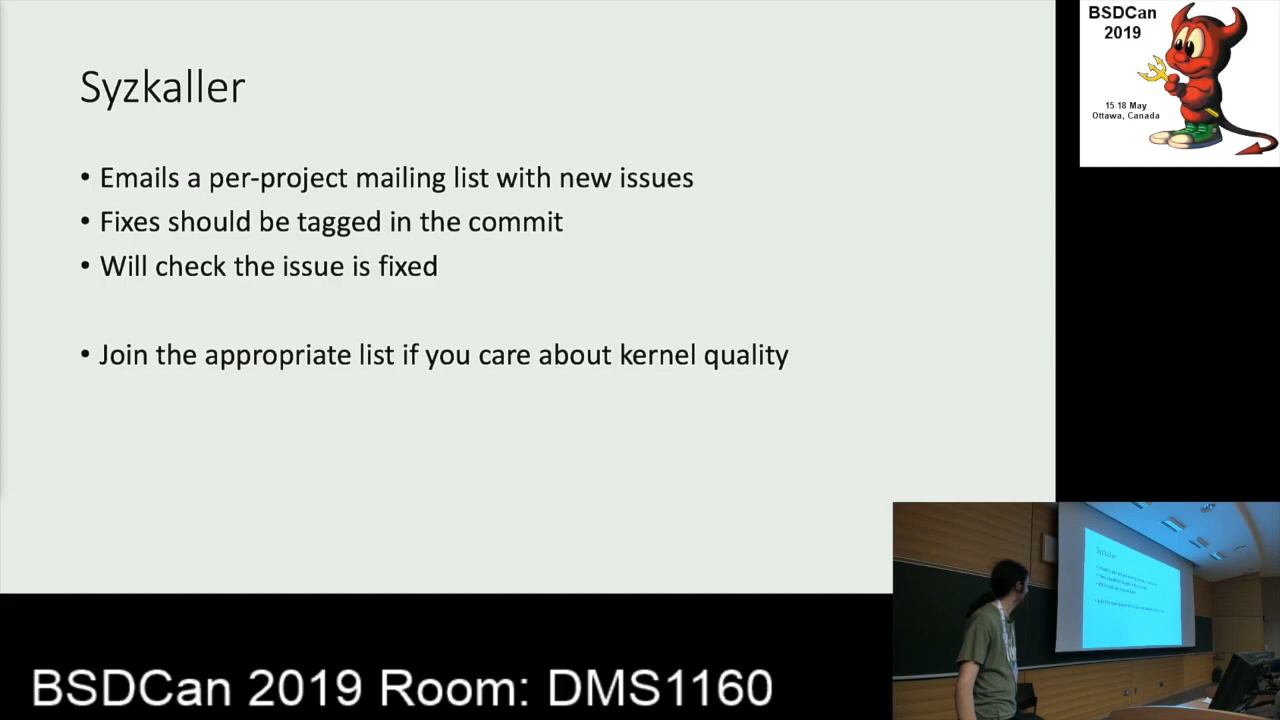 Syzkaller
• Emails a per-project mailing list with new issues
• Fixes should be tagged in the commit
• Will check the issue is fixed
• Join the appropriate list if you care about kernel quality
BSDCan
2019
15-18 May
Ottawa, Canada
Syzkaller
BSDCan 2019 Room: DMS1160